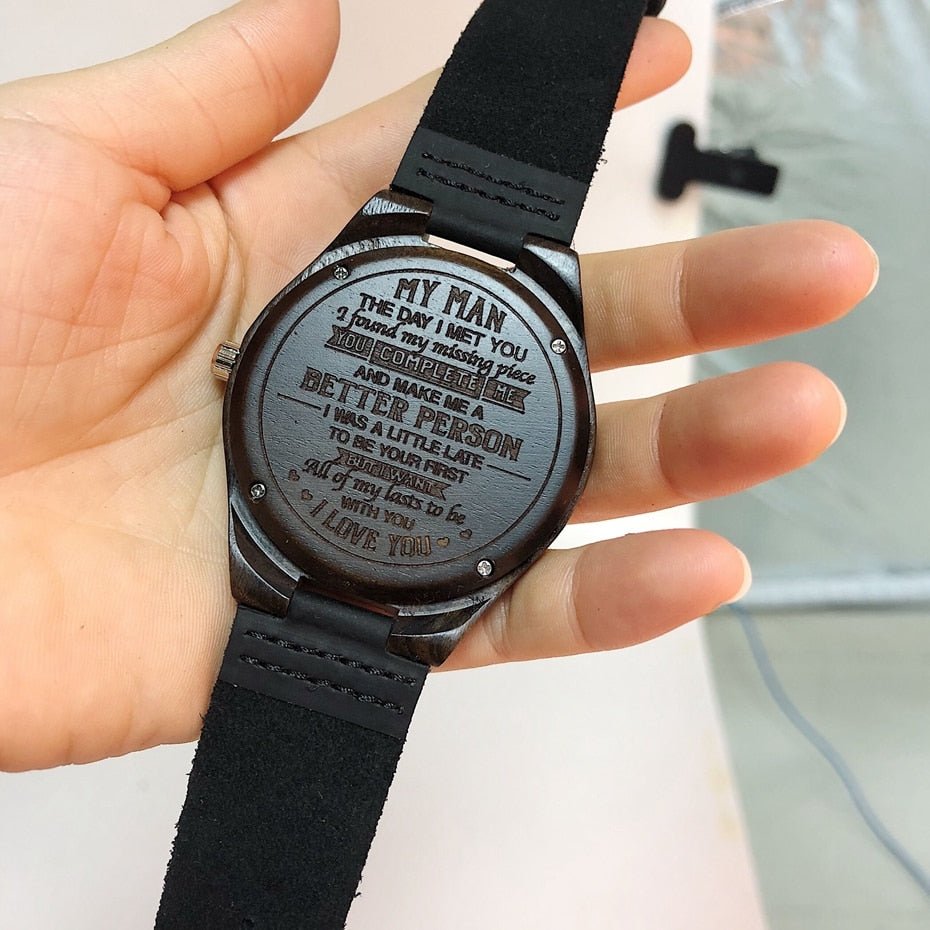 MY MAN
THE DAY I MET YOU
I found my missing piece
YOU COMPLETE ME
AND MAKE ME A
BETTER PERSON
I WAS A LITTLE LATE
TO BE YOUR FIRST
BUT I WANT
All of my lasts to be
WITH YOU
I LOVE YOU